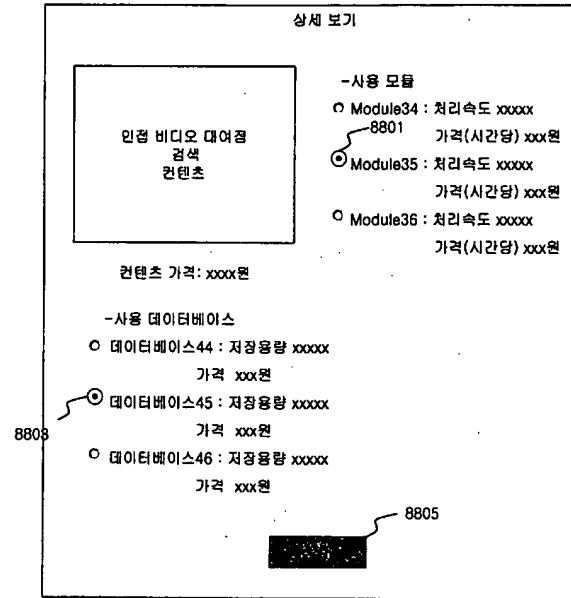 상세 보기
인접 비디오 대여점
검색
컨텐츠
컨텐츠 가격: xxxx원
-사용 모듈
Module34 : 처리속도 xxxxx
가격(시간당) xxx원
8801
Module35 : 처리속도 xxxxx
가격(시간당) xxx원
Module36 : 처리속도 xxxxx
가격(시간당) xxx원
-사용 데이터베이스
데이터베이스44 : 저장용량 xxxxx
가격 xxx원
데이터베이스45 : 저장용량 xxxxx
가격 xxx원
8803
데이터베이스46 : 저장용량 xxxxx
가격 xxx원
8805